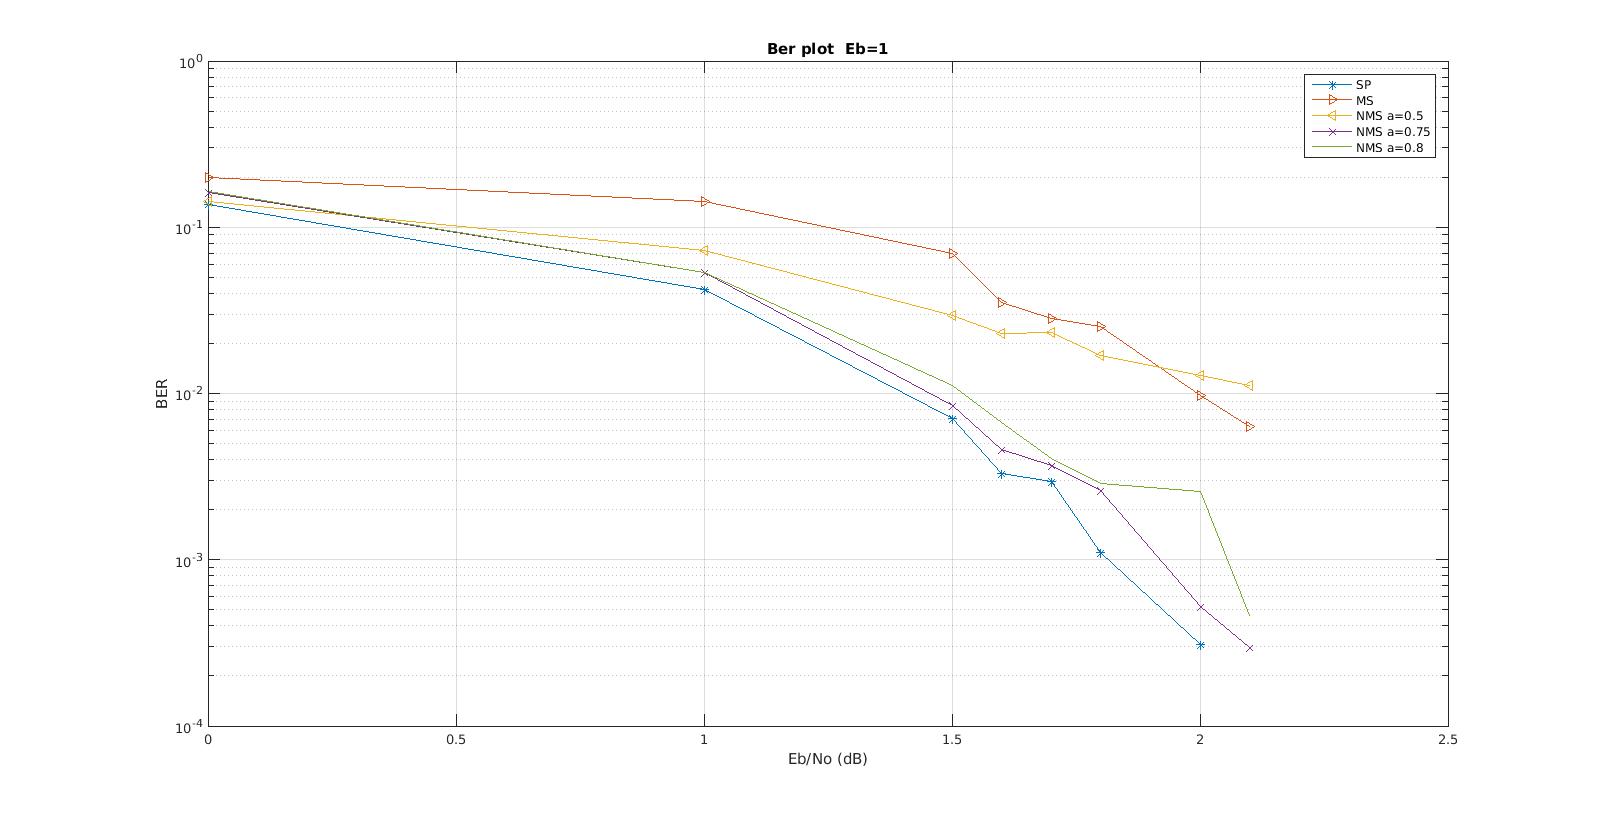 Ber plot  Eb=1
10^0
10^-1
10^-2
10^-3
10^-4
BER
0
0.5
1
1.5
2
2.5
Eb/No (dB)
SP
MS
NMS a=0.5
NMS a=0.75
NMS a=0.8